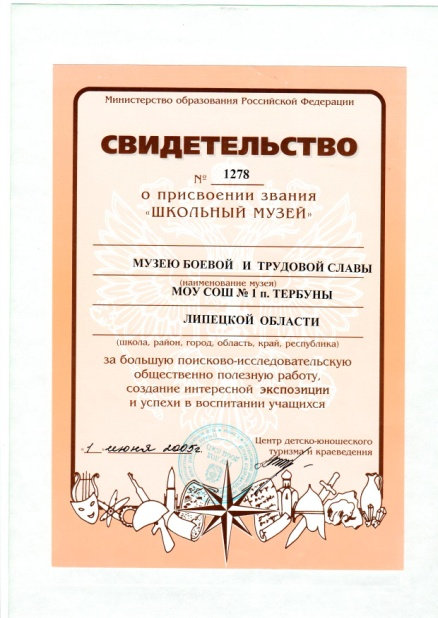 Министерство образования Российской Федерации
СВИДЕТЕЛЬСТВО
№ 1278
о присвоении звания
«ШКОЛЬНЫЙ МУЗЕЙ»
МУЗЕЮ БОЕВОЙ И ТРУДОВОЙ СЛАВЫ
(наименование музея)
МОУ СОШ № 1 п. ТЕРБУНЫ
ЛИПЕЦКОЙ ОБЛАСТИ
(школа, район, город, область, край, республика)
за большую поисково-исследовательскую
общественно полезную работу,
создание интересной экспозиции
и успехи в воспитании учащихся
1 июня 2005г.
Центр детско-юношеского
туризма и краеведения